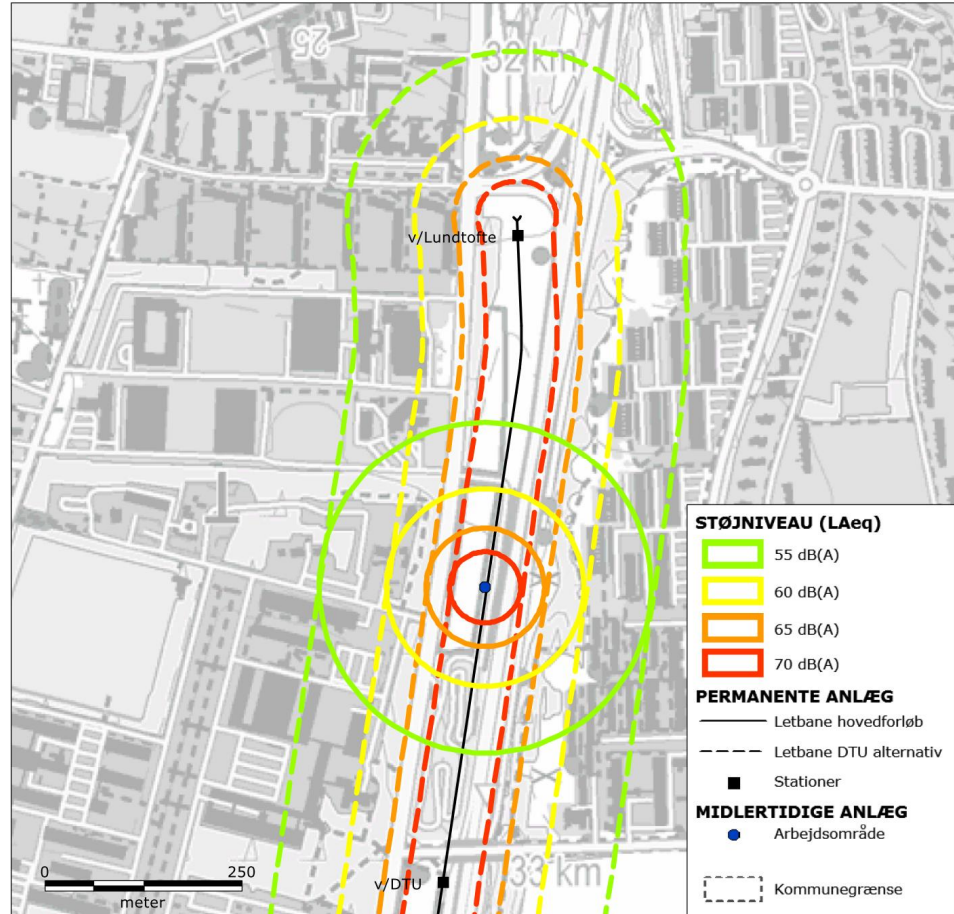 25
32 km
v/Lundtofte
STØJNIVEAU (LAeq)
55 dB(A)
60 dB(A)
65 dB(A)
70 dB(A)
PERMANENTE ANLÆG
Letbane hovedforløb
Letbane DTU alternativ
Stationer
MIDLERTIDIGE ANLÆG
Arbejdsområde
Kommunegrænse
33 km
v/DTU
0 250
meter